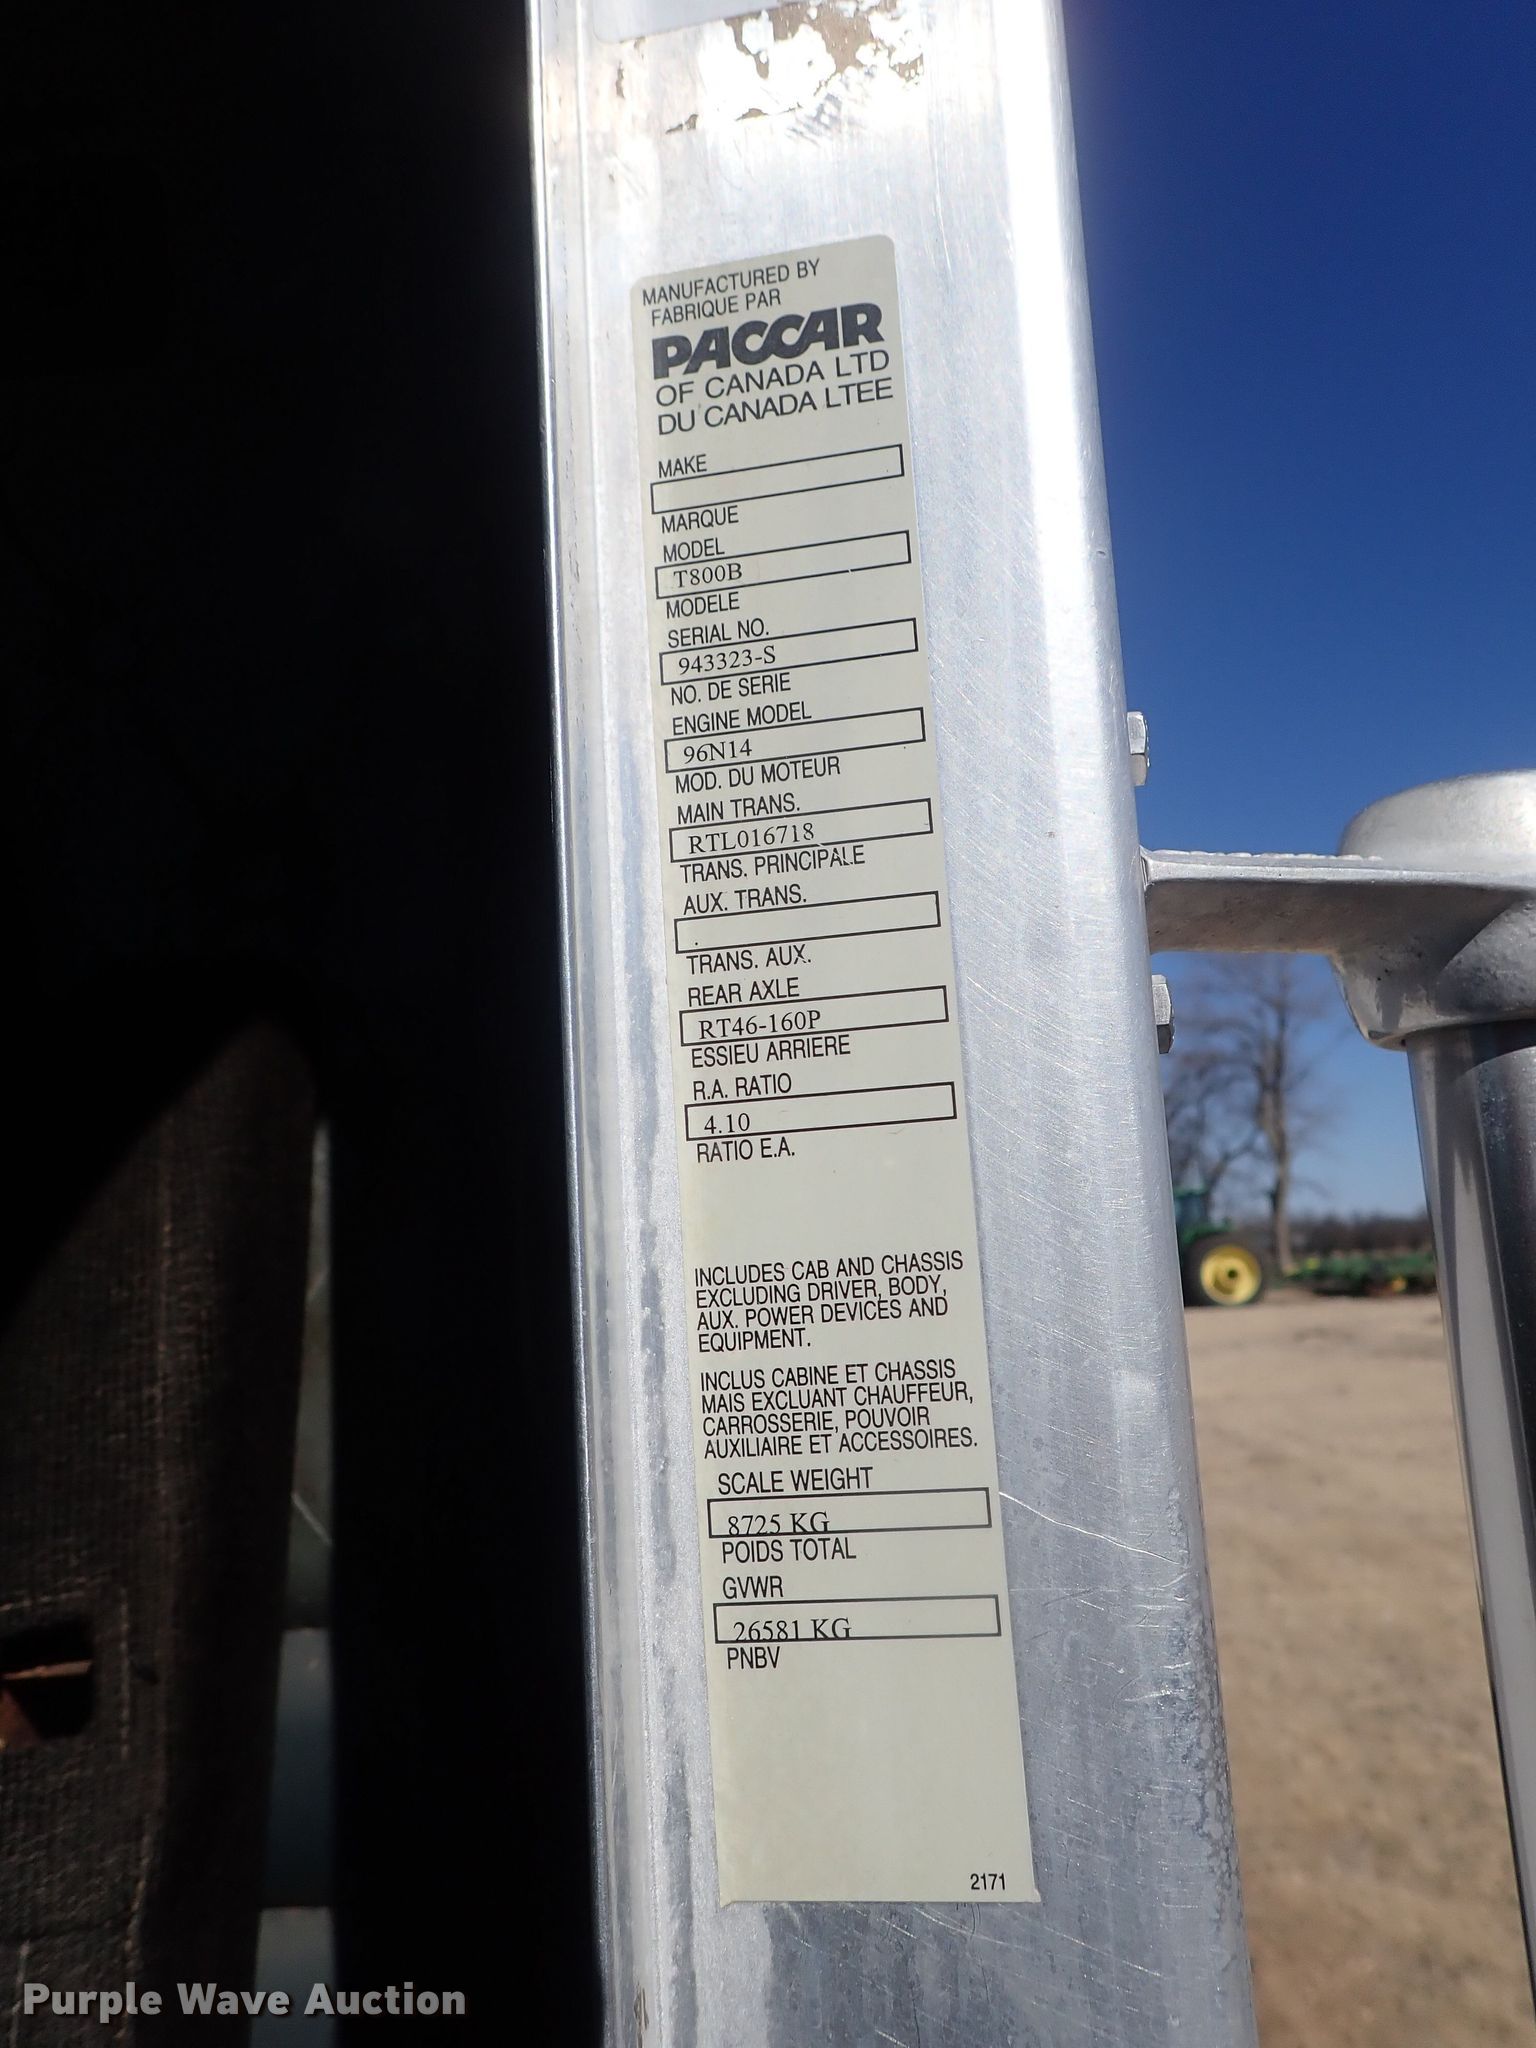 MANUFACTURED BY
FABRIQUE PAR
PACCAR
OF CANADA LTD
DU CANADA LTEE
MAKE
MARQUE
MODEL
T800B
MODELE
SERIAL NO.
943323-S
NO. DE SERIE
ENGINE MODEL
96N14
MOD. DU MOTEUR
MAIN TRANS.
RTLO16718
TRANS. PRINCIPALE
AUX. TRANS.
TRANS. AUX.
REAR AXLE
RT46-160P
ESSIEU ARRIERE
R.A. RATIO
4.10
RATIO E.A.
INCLUDES CAB AND CHASSIS
EXCLUDING DRIVER, BODY,
AUX. POWER DEVICES AND
EQUIPMENT.
INCLUS CABINE ET CHASSIS
MAIS EXCLUANT CHAUFFEUR,
CARROSSERIE, POUVOIR
AUXILIAIRE ET ACCESSOIRES.
SCALE WEIGHT
8725 KG
POIDS TOTAL
GVWR
26581 KG
PNBV
2171
Purple Wave Auction